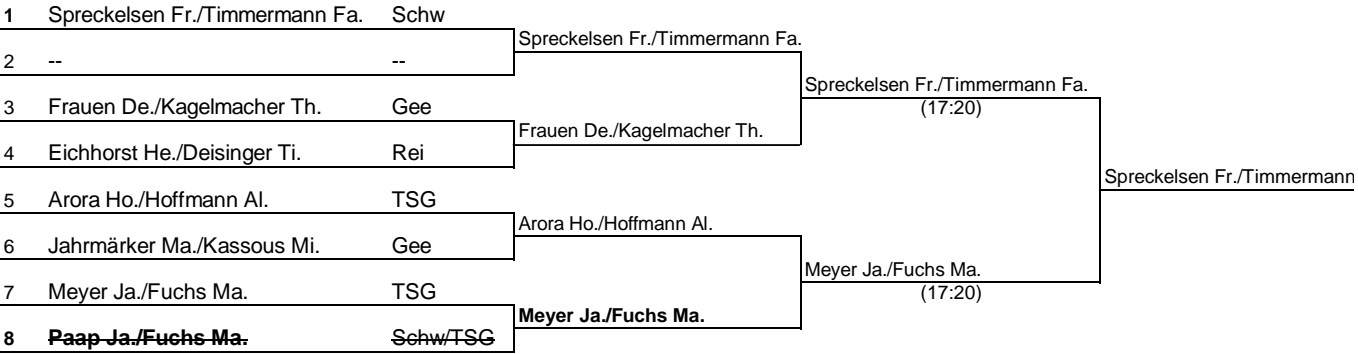 1 Spreckelsen Fr./Timmermann Fa. Schw
Spreckelsen Fr./Timmermann Fa.
2 -- --
Spreckelsen Fr./Timmermann Fa.
3 Frauen De./Kagelmacher Th. Gee
(17:20)
Frauen De./Kagelmacher Th.
4 Eichhorst He./Deisinger Ti. Rei
Spreckelsen Fr./Timmermann
5 Arora Ho./Hoffmann Al. TSG
Arora Ho./Hoffmann Al.
6 Jahrmärker Ma./Kassous Mi. Gee
Meyer Ja./Fuchs Ma.
7 Meyer Ja./Fuchs Ma. TSG
(17:20)
Meyer Ja./Fuchs Ma.
8 Paap Ja./Fuchs Ma. Schw/TSG